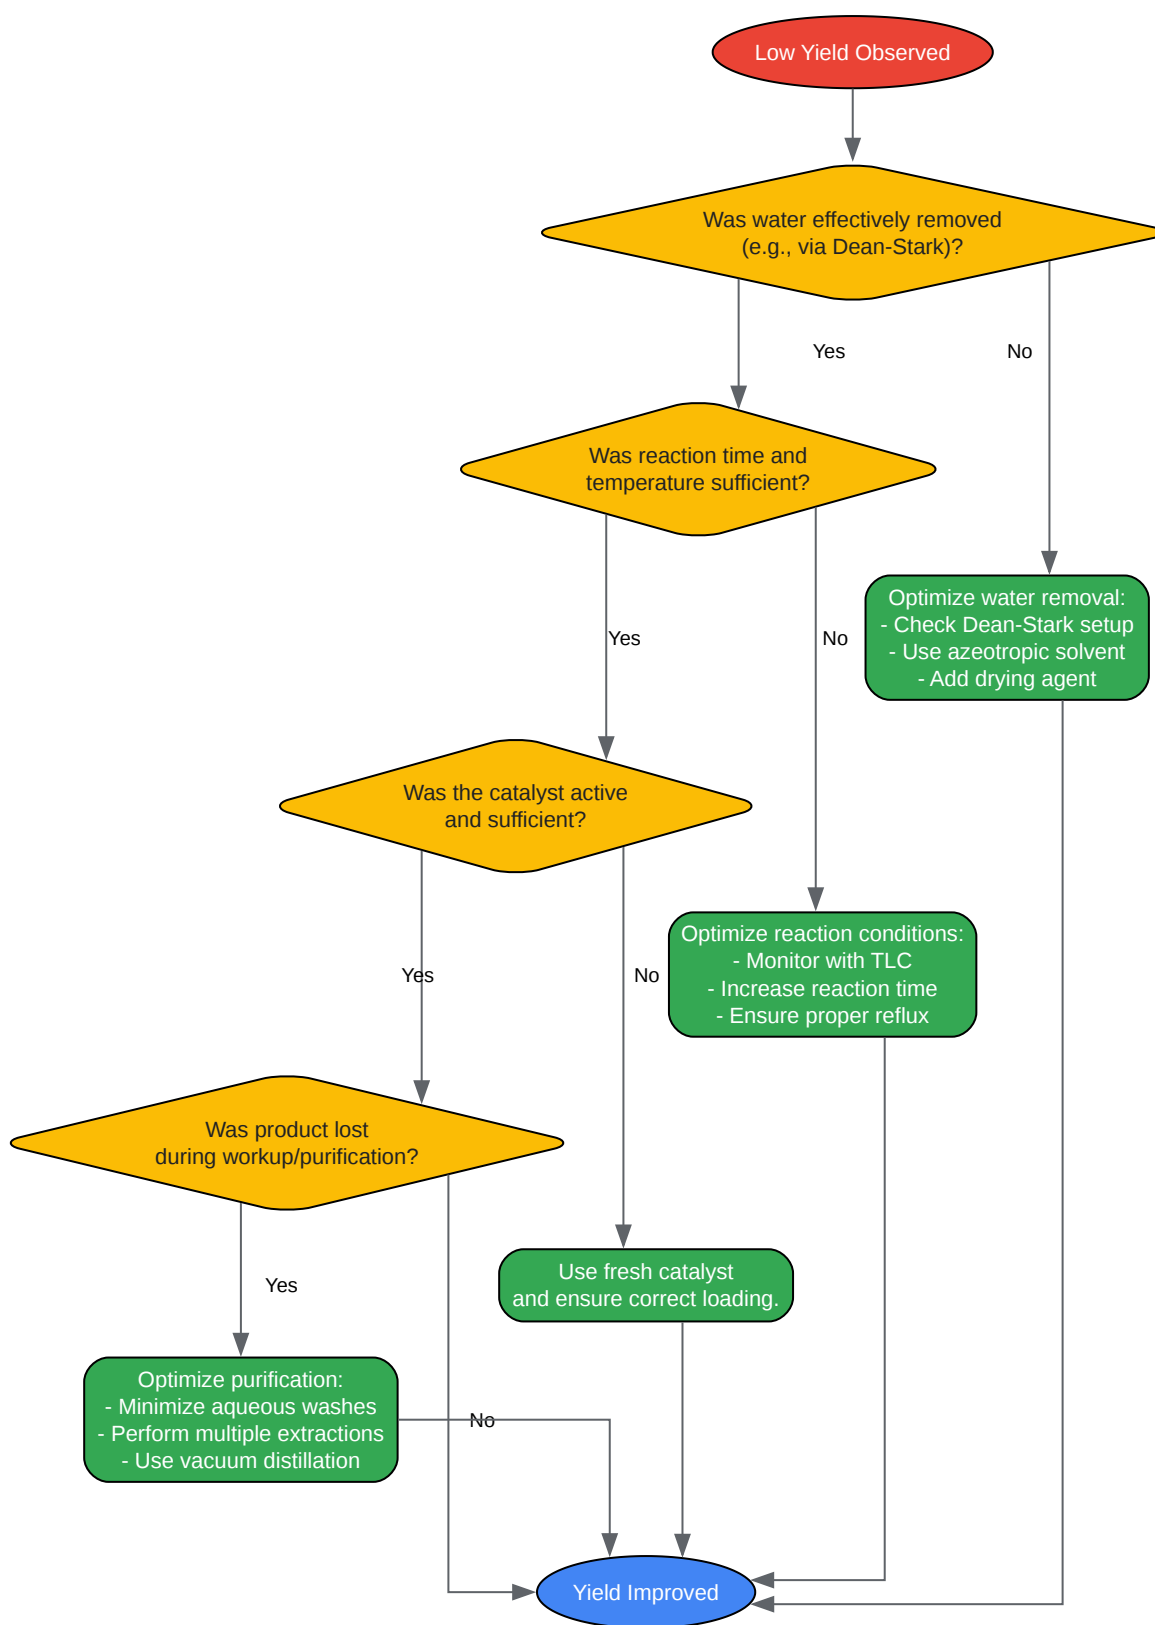 Low Yield Observed
Was water effectively removed
(e.g., via Dean-Stark)?
Yes
No
Was reaction time and
temperature sufficient?
Optimize water removal:
- Check Dean-Stark setup
- Use azeotropic solvent
- Add drying agent
Yes
No
Was the catalyst active
and sufficient?
Optimize reaction conditions:
- Monitor with TLC
- Increase reaction time
- Ensure proper reflux
Yes
No
Was product lost
during workup/purification?
Use fresh catalyst
and ensure correct loading.
Yes
Optimize purification:
- Minimize aqueous washes
- Perform multiple extractions
- Use vacuum distillation
No
Yield Improved